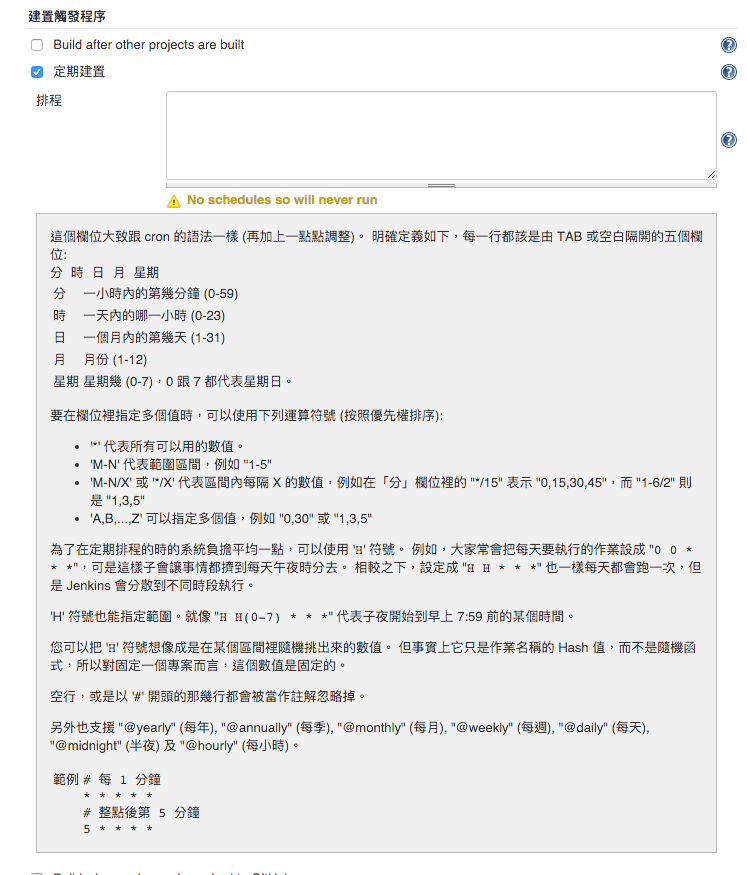 建置觸發程序
Build after other projects are built
定期建置
排程
No schedules so will never run
這個欄位大致跟 cron 的語法一樣 (再加上一點點調整)。 明確定義如下，每一行都該是由 TAB 或空白隔開的五個欄
位:
分 時 日 月 星期
分 一小時內的第幾分鐘 (0-59)
時 一天內的哪一小時 (0-23)
日 一個月內的第幾天 (1-31)
月 月份 (1-12)
星期 星期幾 (0-7)，0 跟 7 都代表星期日。
要在欄位裡指定多個值時，可以使用下列運算符號 (按照優先權排序):
• '*' 代表所有可以用的數值。
• 'M-N' 代表範圍區間，例如 "1-5"
• 'M-N/X' 或 '*/X' 代表區間內每隔 X 的數值，例如在「分」欄位裡的 "*/15" 表示 "0,15,30,45"，而 "1-6/2" 則
是 "1,3,5"
• 'A,B,...,Z' 可以指定多個值，例如 "0,30" 或 "1,3,5"
為了在定期排程的時的系統負擔平均一點，可以使用 'H' 符號。 例如，大家常會把每天要執行的作業設成 "0 0 *
* *"，可是這樣子會讓事情都擠到每天午夜時分去。 相較之下，設定成 "H H * * *" 也一樣每天都會跑一次，但
是 Jenkins 會分散到不同時段執行。
'H' 符號也能指定範圍。就像 "H H(0-7) * * *" 代表子夜開始到早上 7:59 前的某個時間。
您可以把 'H' 符號想像成是在某個區間裡隨機挑出來的數值。 但事實上它只是作業名稱的 Hash 值，而不是隨機函
式，所以對固定一個專案而言，這個數值是固定的。
空行，或是以 '#' 開頭的那幾行都會被當作註解忽略掉。
另外也支援 "@yearly" (每年), "@annually" (每季), "@monthly" (每月), "@weekly" (每週), "@daily" (每天),
"@midnight" (半夜) 及 "@hourly" (每小時)。
範例 # 每 1 分鐘
* * * * *
# 整點後第 5 分鐘
5 * * * *